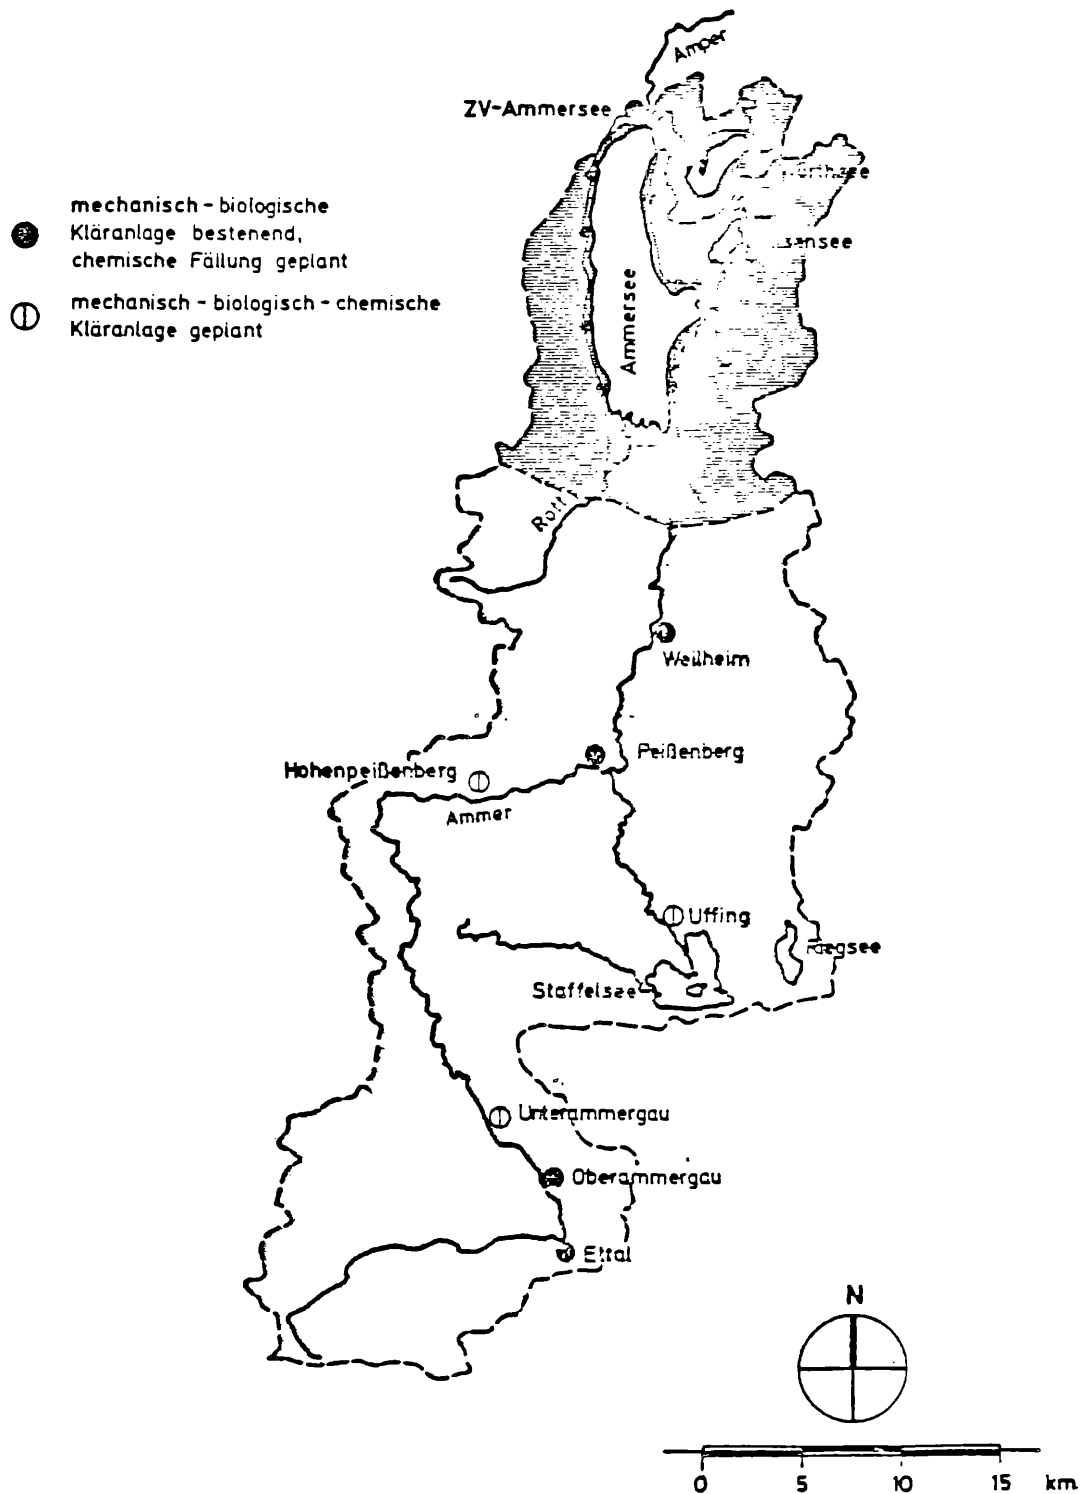 Amper
ZV-Ammersee
mechanisch-biologische
Kläranlage bestenend,
chemische Fällung geplant
mechanisch-biologisch-chemische
Kläranlage geplant
Ammersee
Rott
Weilheim
Peißenberg
Hohenpeißenberg
Ammer
Uffing
Staffelsee
Unterammergau
Oberammergau
Ettal
N
0 5 10 15 km